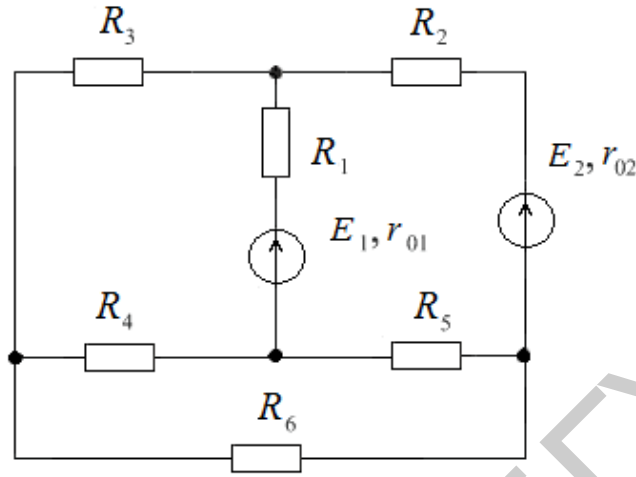 R₃
R₂
R₁
E₂, r₀₂
E₁, r₀₁
R₄
R₅
R₆